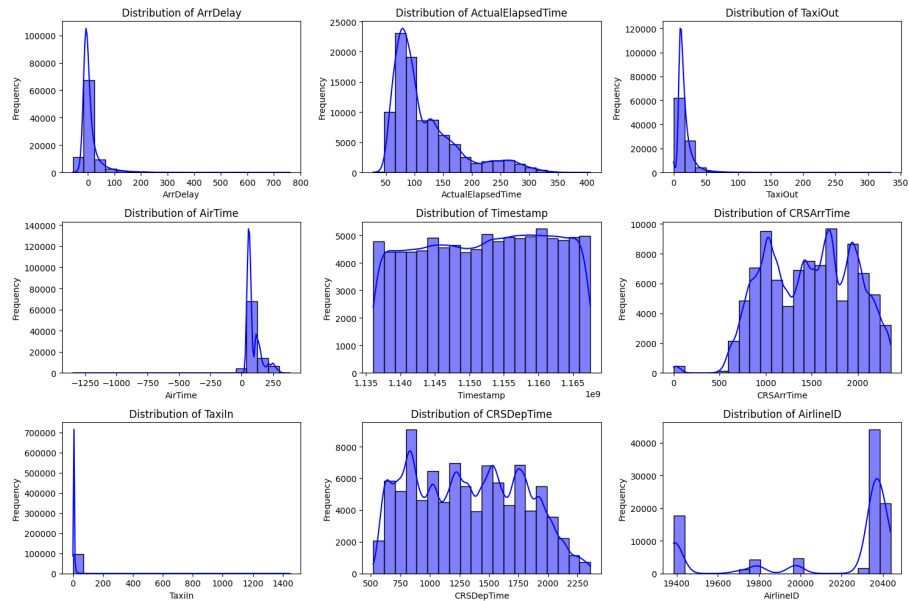 Distribution of ArrDelay
Distribution of ActualElapsedTime
Distribution of TaxiOut
Frequency
100000
80000
60000
40000
20000
0
0 100 200 300 400 500 600 700 800
ArrDelay
Frequency
25000
20000
15000
10000
5000
0
50 100 150 200 250 300 350 400
ActualElapsedTime
Frequency
120000
100000
80000
60000
40000
20000
0
0 50 100 150 200 250 300 350
TaxiOut
Distribution of AirTime
Distribution of Timestamp
Distribution of CRSArrTime
Frequency
140000
120000
100000
80000
60000
40000
20000
0
−1250 −1000 −750 −500 −250 0 250
AirTime
Frequency
5000
4000
3000
2000
1000
0
1.135 1.140 1.145 1.150 1.155 1.160 1.165
1e9
Timestamp
Frequency
10000
8000
6000
4000
2000
0
0 500 1000 1500 2000
CRSArrTime
Distribution of TaxiIn
Distribution of CRSDepTime
Distribution of AirlineID
Frequency
700000
600000
500000
400000
300000
200000
100000
0
0 200 400 600 800 1000 1200 1400
TaxiIn
Frequency
8000
6000
4000
2000
0
500 750 1000 1250 1500 1750 2000 2250
CRSDepTime
Frequency
40000
30000
20000
10000
0
19400 19600 19800 20000 20200 20400
AirlineID